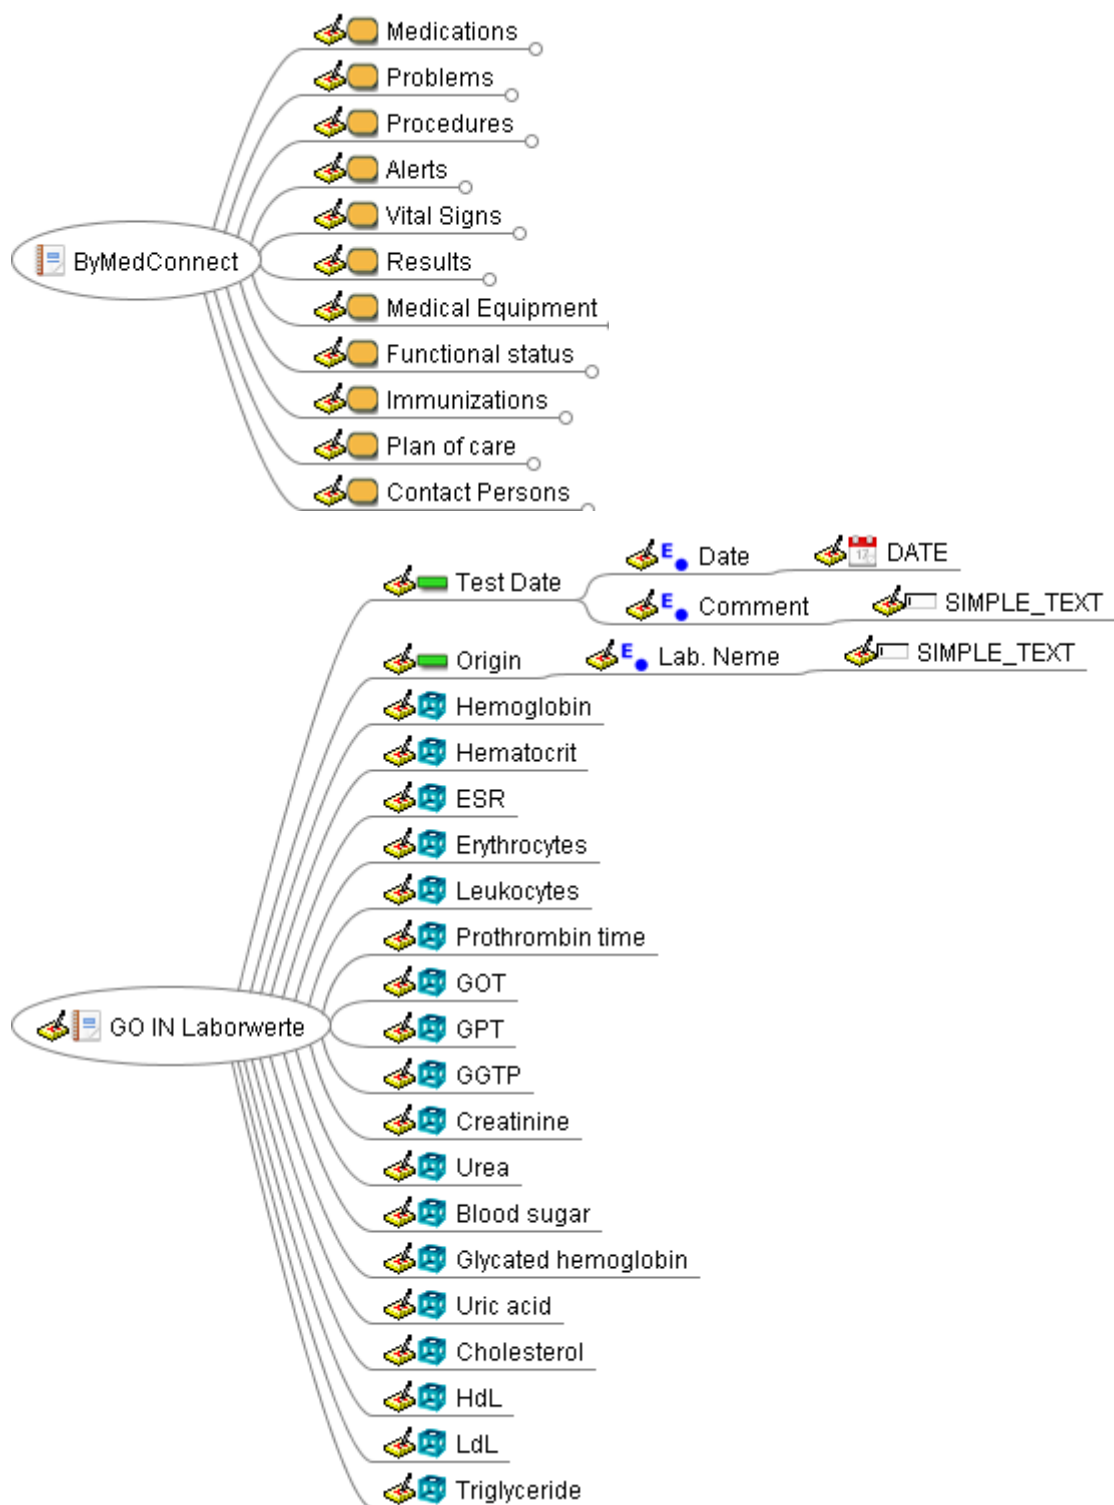 Medications
Problems
Procedures
Alerts
Vital Signs
ByMedConnect
Results
Medical Equipment
Functional status
Immunizations
Plan of care
Contact Persons
Test Date
E Date
DATE
E Comment
SIMPLE_TEXT
Origin
E Lab. Neme
SIMPLE_TEXT
Hemoglobin
Hematocrit
ESR
Erythrocytes
Leukocytes
Prothrombin time
GOT
GO IN Laborwerte
GPT
GGTP
Creatinine
Urea
Blood sugar
Glycated hemoglobin
Uric acid
Cholesterol
HdL
LdL
Triglyceride